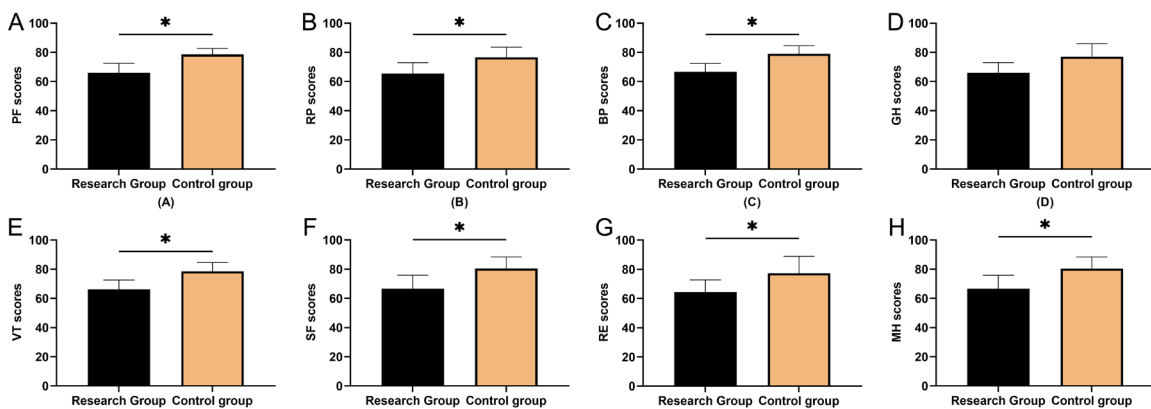 A
*
100
80
60
40
20
0
PF scores
Research Group Control group
(A)
B
*
100
80
60
40
20
0
RP scores
Research Group Control group
(B)
C
*
100
80
60
40
20
0
BP scores
Research Group Control group
(C)
D
100
80
60
40
20
0
GH scores
Research Group Control group
(D)
E
*
100
80
60
40
20
0
VT scores
Research Group Control group
F
*
100
80
60
40
20
0
SF scores
Research Group Control group
G
*
100
80
60
40
20
0
RE scores
Research Group Control group
H
*
100
80
60
40
20
0
MH scores
Research Group Control group